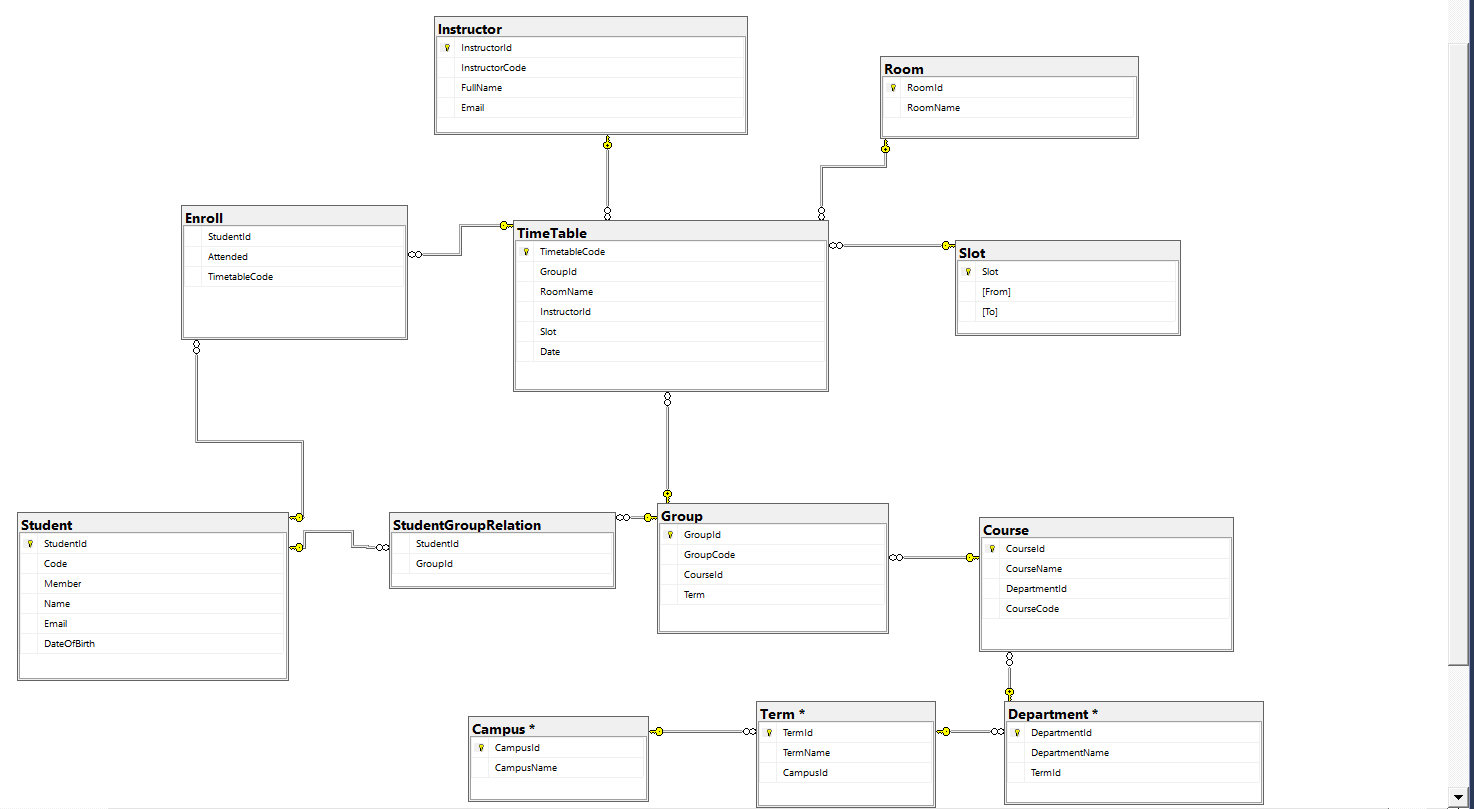 Instructor
InstructorId
InstructorCode
FullName
Email
Room
RoomId
RoomName
Enroll
StudentId
Attended
TimetableCode
TimeTable
TimetableCode
GroupId
RoomName
InstructorId
Slot
Date
Slot
Slot
[From]
[To]
Student
StudentId
Code
Member
Name
Email
DateOfBirth
StudentGroupRelation
StudentId
GroupId
Group
GroupId
GroupCode
CourseId
Term
Course
CourseId
CourseName
DepartmentId
CourseCode
Campus *
CampusId
CampusName
Term *
TermId
TermName
CampusId
Department *
DepartmentId
DepartmentName
TermId